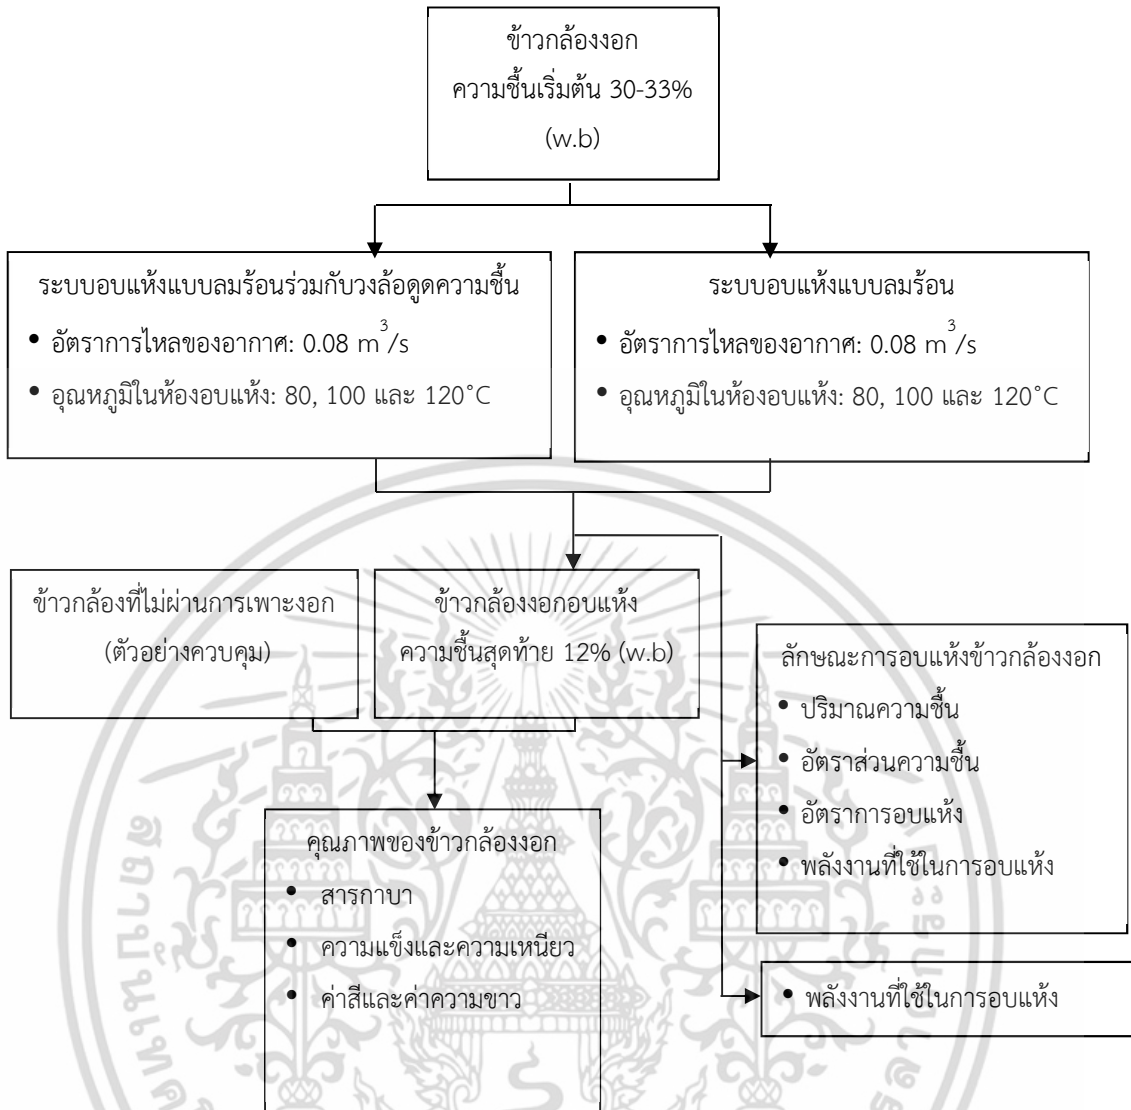 ข้าวกล้องงอก
ความชื้นเริ่มต้น 30-33%
(w.b)
ระบบอบแห้งแบบลมร้อนร่วมกับวงล้อดูดความชื้น
• อัตราการไหลของอากาศ: 0.08 m³/s
• อุณหภูมิในห้องอบแห้ง: 80, 100 และ 120°C
ระบบอบแห้งแบบลมร้อน
• อัตราการไหลของอากาศ: 0.08 m³/s
• อุณหภูมิในห้องอบแห้ง: 80, 100 และ 120°C
ข้าวกล้องที่ไม่ผ่านการเพาะงอก
(ตัวอย่างควบคุม)
ข้าวกล้องงอกอบแห้ง
ความชื้นสุดท้าย 12% (w.b)
ลักษณะการอบแห้งข้าวกล้องงอก
• ปริมาณความชื้น
• อัตราส่วนความชื้น
• อัตราการอบแห้ง
• พลังงานที่ใช้ในการอบแห้ง
คุณภาพของข้าวกล้องงอก
• สารกาบา
• ความแข็งและความเหนียว
• ค่าสีและค่าความขาว
• พลังงานที่ใช้ในการอบแห้ง